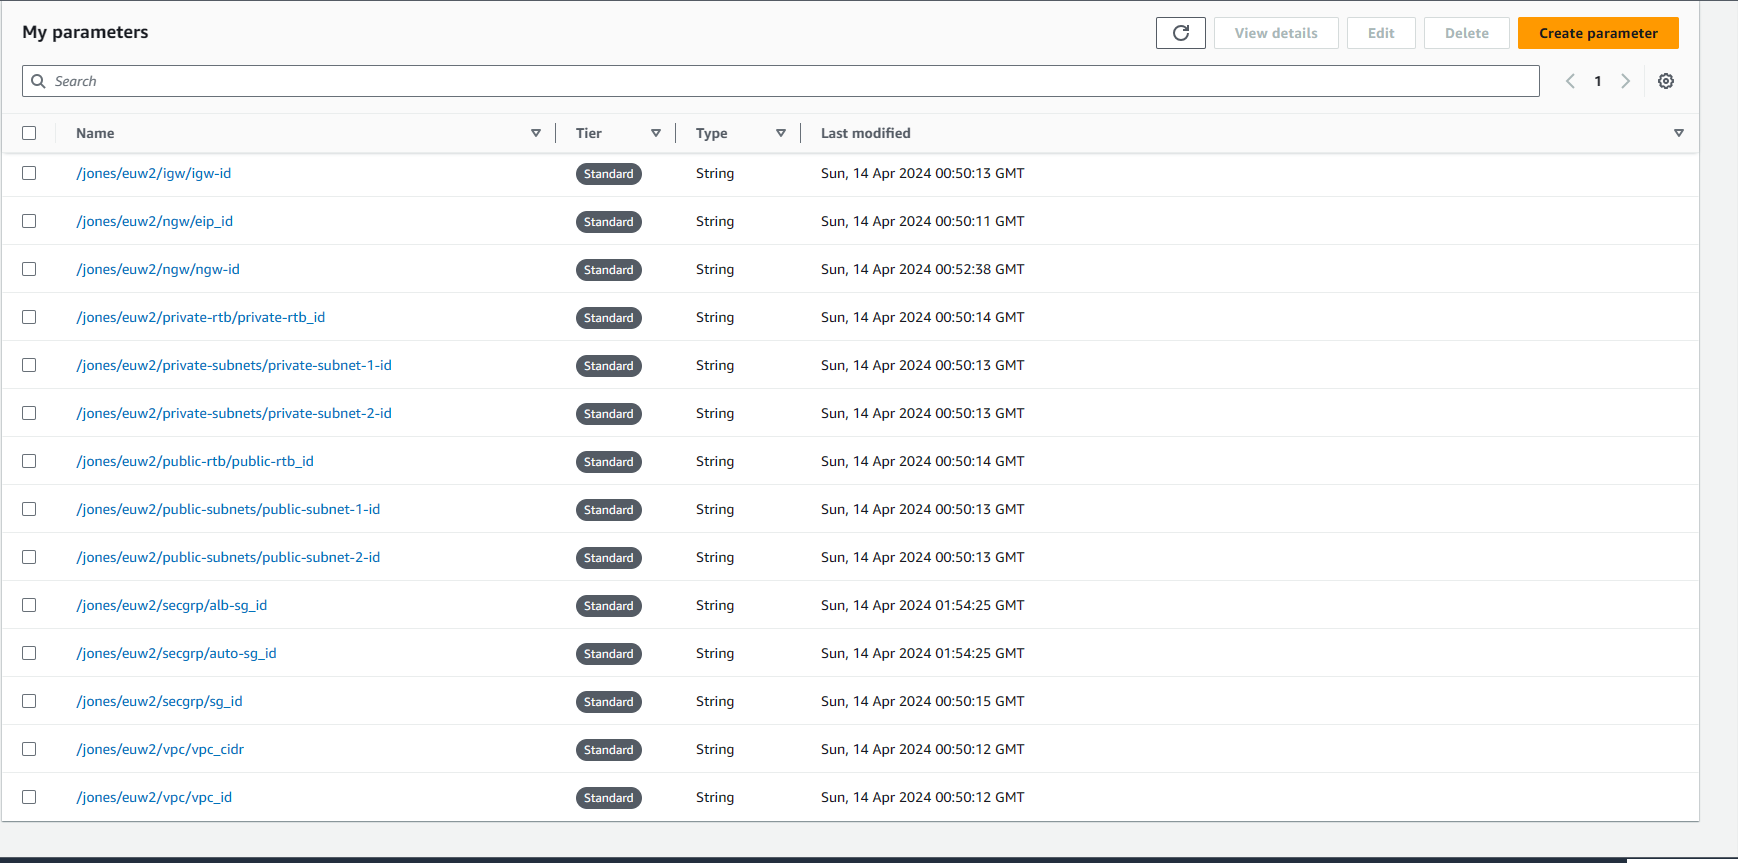 My parameters
View details Edit Delete Create parameter
Search
1
Name Tier Type Last modified
/jones/euw2/igw/igw-id Standard String Sun, 14 Apr 2024 00:50:13 GMT
/jones/euw2/ngw/eip_id Standard String Sun, 14 Apr 2024 00:50:11 GMT
/jones/euw2/ngw/ngw-id Standard String Sun, 14 Apr 2024 00:52:38 GMT
/jones/euw2/private-rtb/private-rtb_id Standard String Sun, 14 Apr 2024 00:50:14 GMT
/jones/euw2/private-subnets/private-subnet-1-id Standard String Sun, 14 Apr 2024 00:50:13 GMT
/jones/euw2/private-subnets/private-subnet-2-id Standard String Sun, 14 Apr 2024 00:50:13 GMT
/jones/euw2/public-rtb/public-rtb_id Standard String Sun, 14 Apr 2024 00:50:14 GMT
/jones/euw2/public-subnets/public-subnet-1-id Standard String Sun, 14 Apr 2024 00:50:13 GMT
/jones/euw2/public-subnets/public-subnet-2-id Standard String Sun, 14 Apr 2024 00:50:13 GMT
/jones/euw2/secgrp/alb-sg_id Standard String Sun, 14 Apr 2024 01:54:25 GMT
/jones/euw2/secgrp/auto-sg_id Standard String Sun, 14 Apr 2024 01:54:25 GMT
/jones/euw2/secgrp/sg_id Standard String Sun, 14 Apr 2024 00:50:15 GMT
/jones/euw2/vpc/vpc_cidr Standard String Sun, 14 Apr 2024 00:50:12 GMT
/jones/euw2/vpc/vpc_id Standard String Sun, 14 Apr 2024 00:50:12 GMT